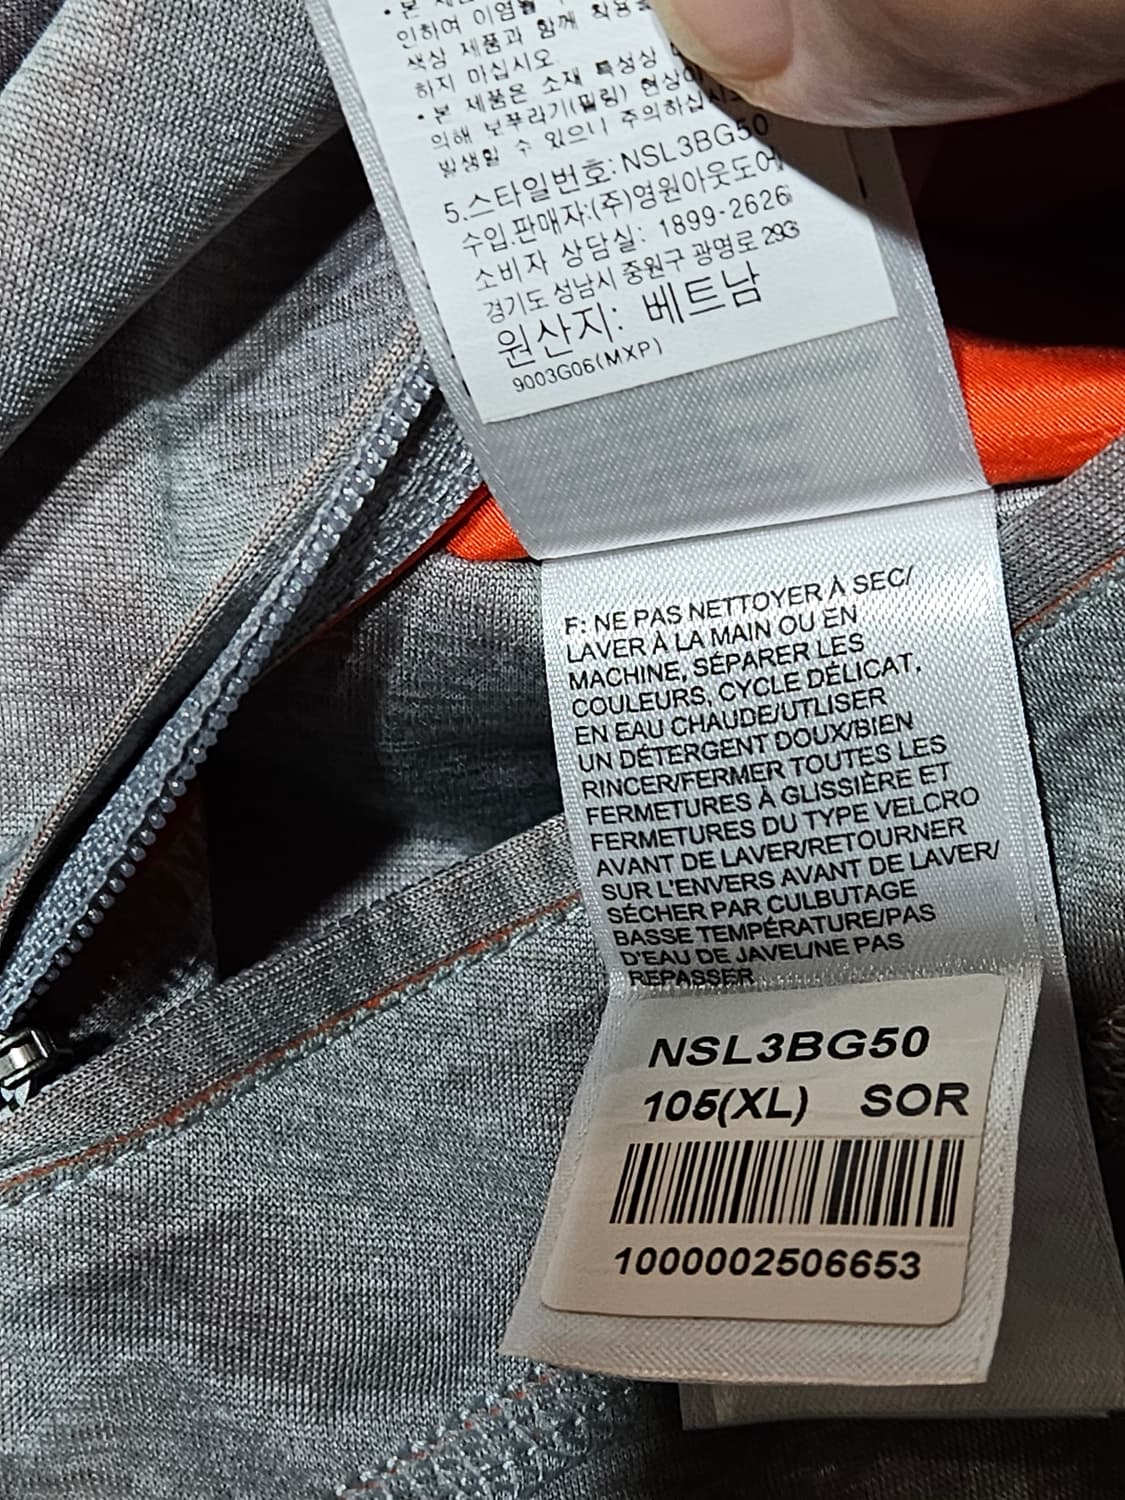 • 본
인하여 이염될
색상 제품과 함께 착용을
하지 마십시오
• 본 제품은 소재 특성상
의해 보푸라기(필링) 현상이
발생할 수 있으니 주의하십시오
5.스타일번호: NSL3BG50
수입.판매자:(주)영원아웃도어
소비자 상담실: 1899-2626
경기도 성남시 중원구 광명로 293
원산지: 베트남
9003G06(MXP)
F: NE PAS NETTOYER À SEC/
LAVER À LA MAIN OU EN
MACHINE, SÉPARER LES
COULEURS, CYCLE DÉLICAT,
EN EAU CHAUDE/UTLISER
UN DÉTERGENT DOUX/BIEN
RINCER/FERMER TOUTES LES
FERMETURES À GLISSIÈRE ET
FERMETURES DU TYPE VELCRO
AVANT DE LAVER/RETOURNER
SUR L'ENVERS AVANT DE LAVER/
SÉCHER PAR CULBUTAGE
BASSE TEMPÉRATURE/PAS
D'EAU DE JAVEL/NE PAS
REPASSER
NSL3BG50
105(XL) SOR
1000002506653